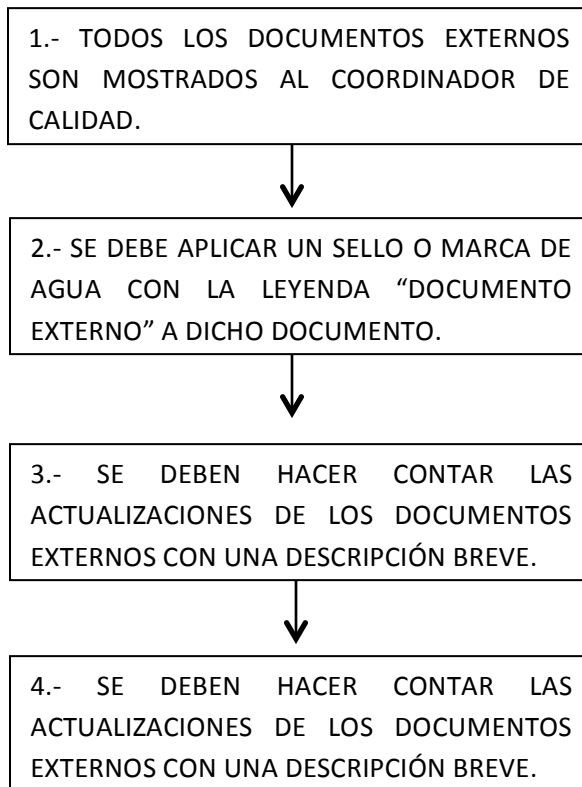 1.- TODOS LOS DOCUMENTOS EXTERNOS
SON MOSTRADOS AL COORDINADOR DE
CALIDAD.
2.- SE DEBE APLICAR UN SELLO O MARCA DE
AGUA CON LA LEYENDA “DOCUMENTO
EXTERNO” A DICHO DOCUMENTO.
3.- SE DEBEN HACER CONTAR LAS
ACTUALIZACIONES DE LOS DOCUMENTOS
EXTERNOS CON UNA DESCRIPCIÓN BREVE.
4.- SE DEBEN HACER CONTAR LAS
ACTUALIZACIONES DE LOS DOCUMENTOS
EXTERNOS CON UNA DESCRIPCIÓN BREVE.